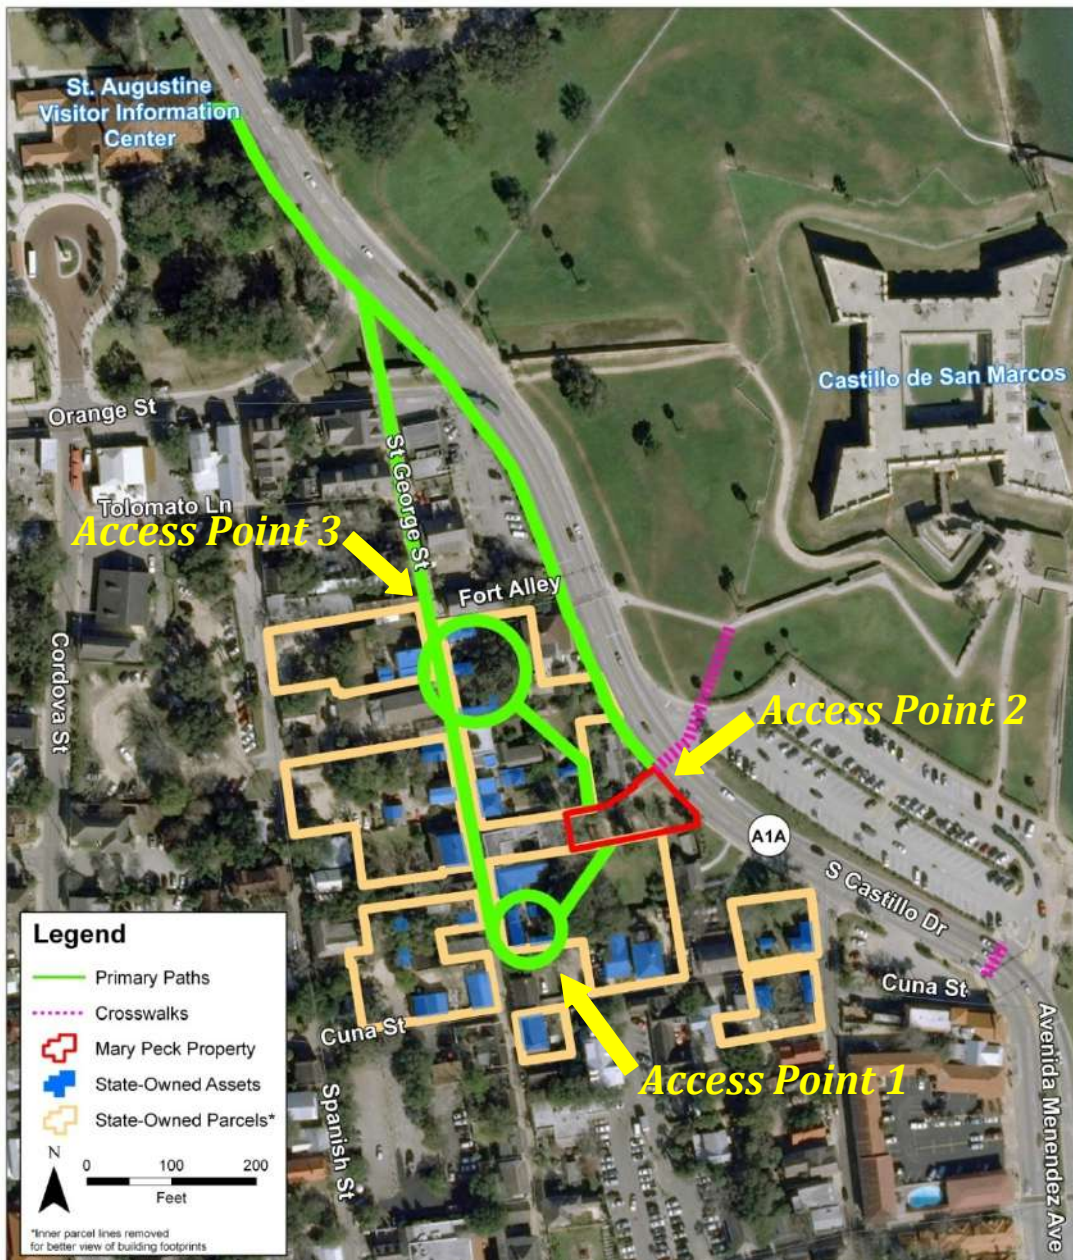 St. Augustine
Visitor Information
Center
Castillo de San Marcos
Orange St
St George St
Tolomato Ln
Access Point 3
Fort Alley
Cordova St
Access Point 2
A1A
S Castillo Dr
Legend
Primary Paths
Crosswalks
Mary Peck Property
State-Owned Assets
State-Owned Parcels*
N
0 100 200
Feet
*Inner parcel lines removed
for better view of building footprints
Cuna St
Cuna St
Spanish St
Access Point 1
Avenida Menendez Ave